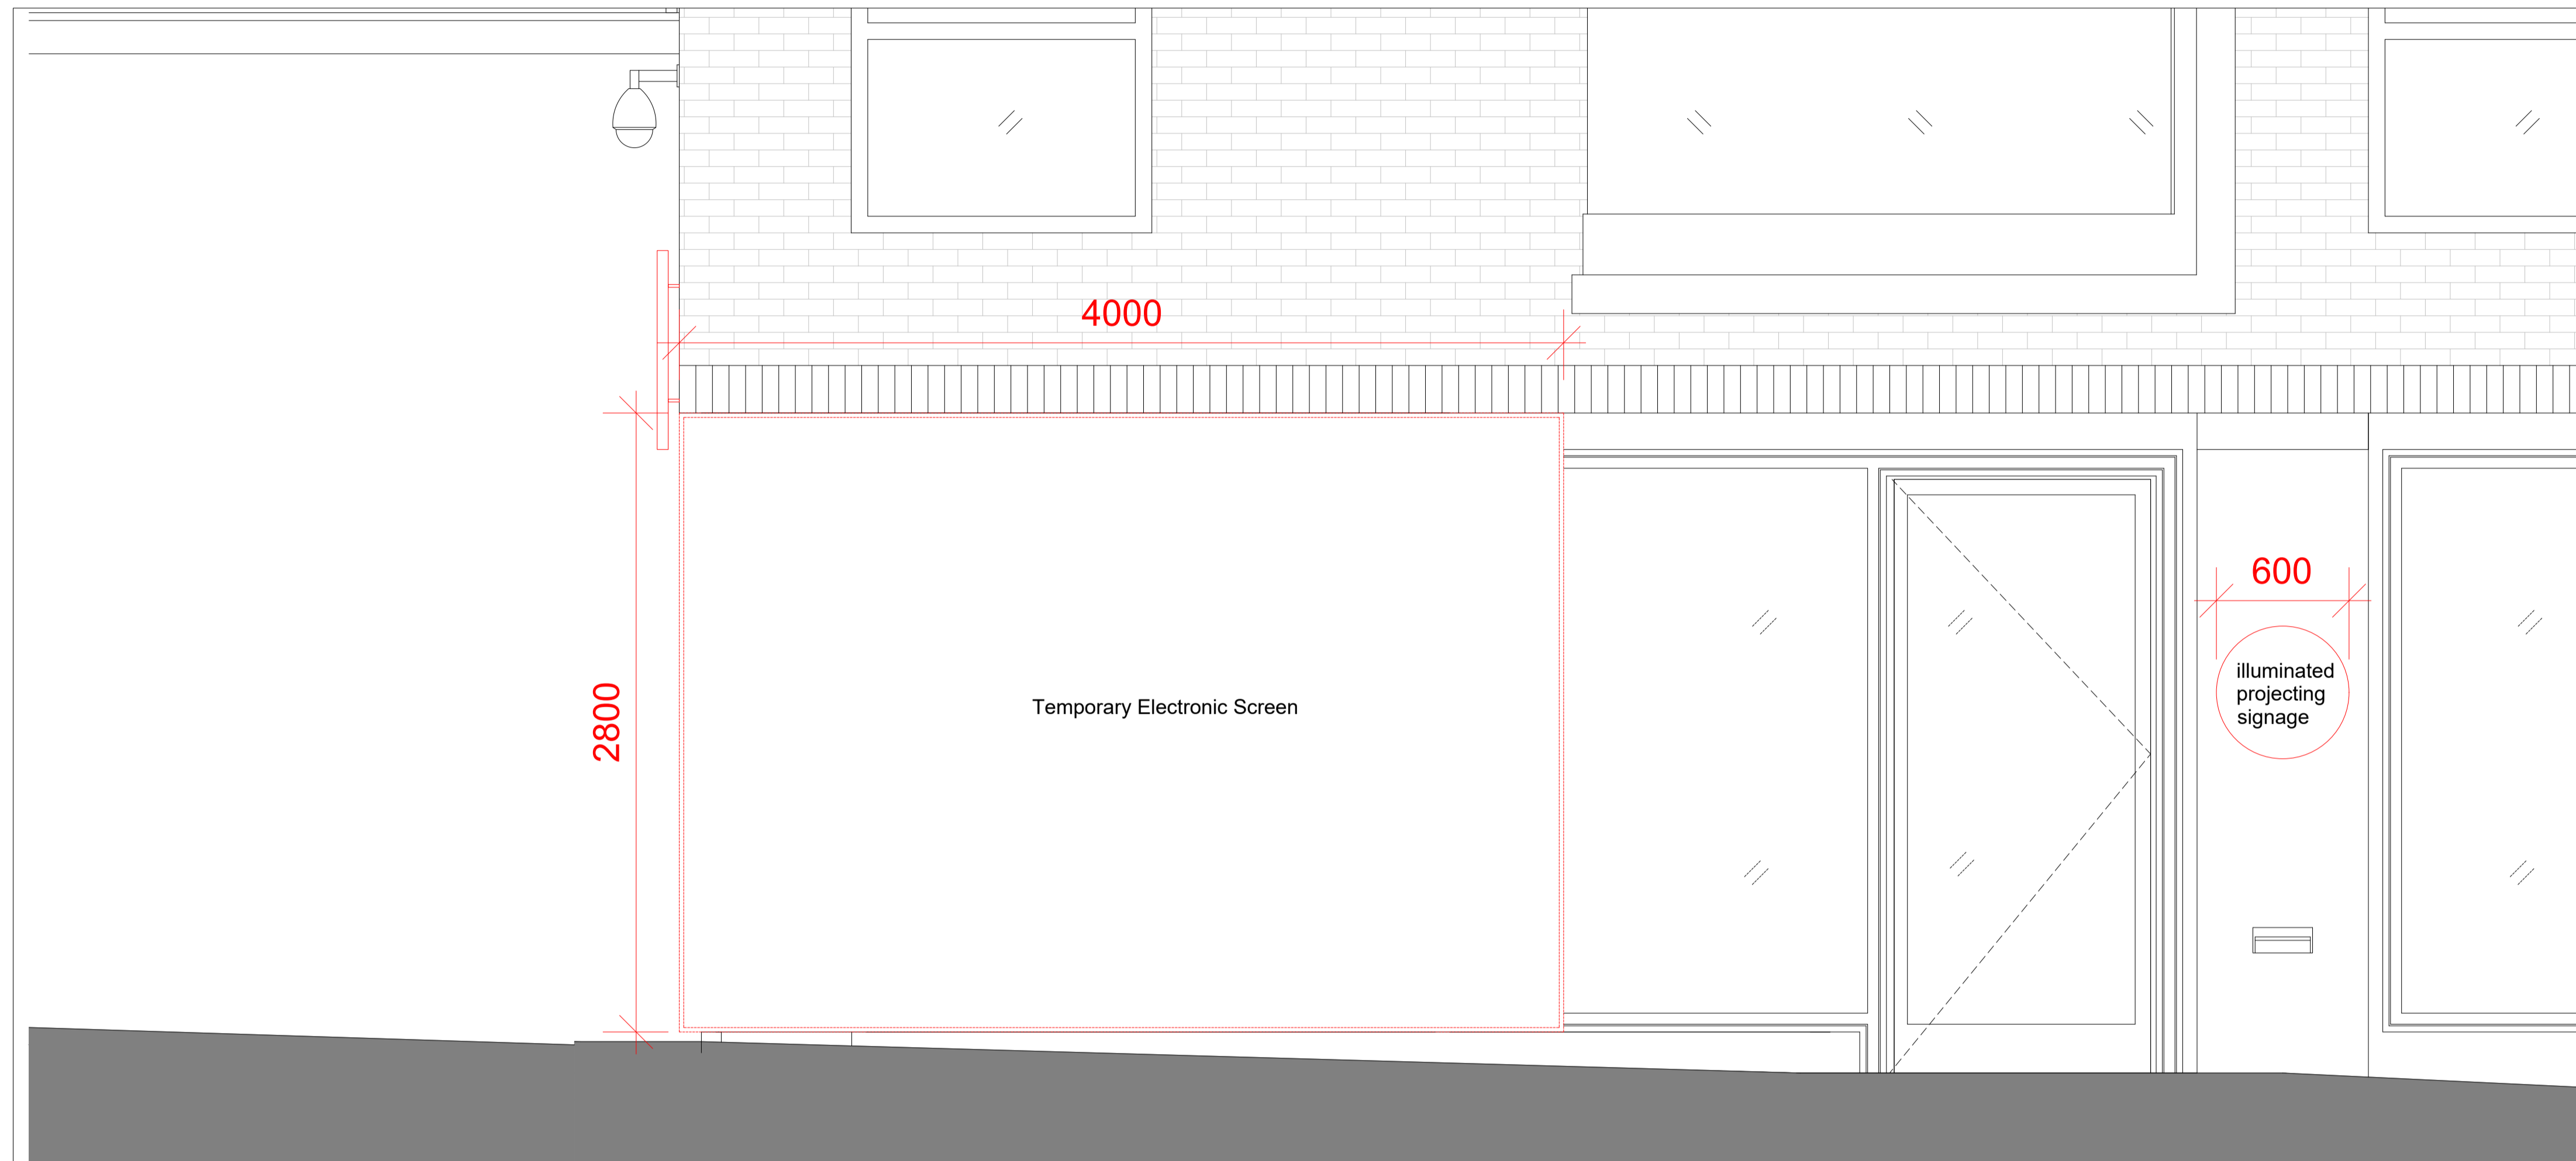 4000
600
illuminated
projecting
signage
2800
Temporary Electronic Screen